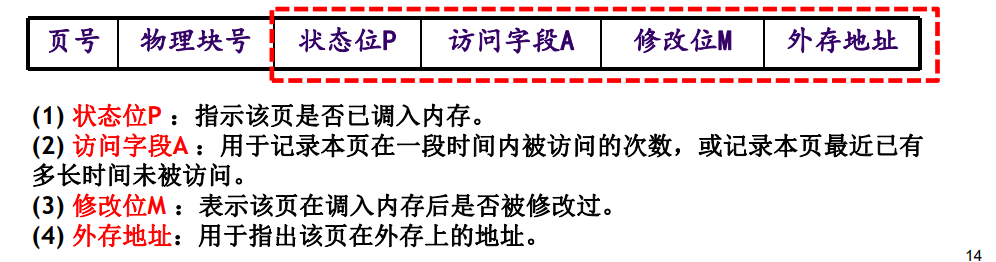 页号 物理块号 状态位P 访问字段A 修改位M 外存地址
(1) 状态位P ：指示该页是否已调入内存。
(2) 访问字段A ：用于记录本页在一段时间内被访问的次数，或记录本页最近已有
多长时间未被访问。
(3) 修改位M ：表示该页在调入内存后是否被修改过。
(4) 外存地址：用于指出该页在外存上的地址。
14